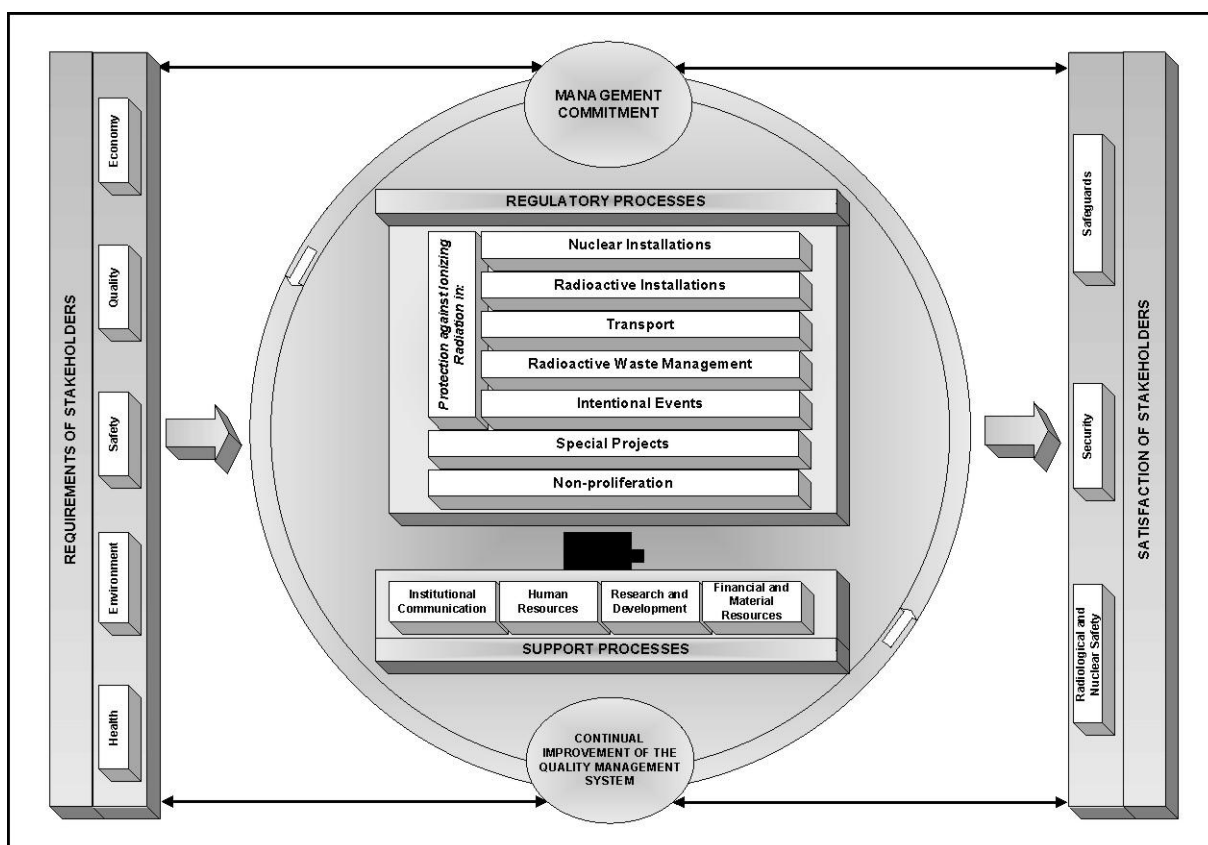 MANAGEMENT
COMMITMENT
REQUIREMENTS OF STAKEHOLDERS
Economy
Quality
Safety
Environment
Health
REGULATORY PROCESSES
Protection against Ionizing
Radiation in:
Nuclear Installations
Radioactive Installations
Transport
Radioactive Waste Management
Intentional Events
Special Projects
Non-proliferation
Institutional
Communication
Human
Resources
Research and
Development
Financial and
Material
Resources
SUPPORT PROCESSES
CONTINUAL
IMPROVEMENT OF THE
QUALITY MANAGEMENT
SYSTEM
Safeguards
Security
Radiological and
Nuclear Safety
SATISFACTION OF STAKEHOLDERS